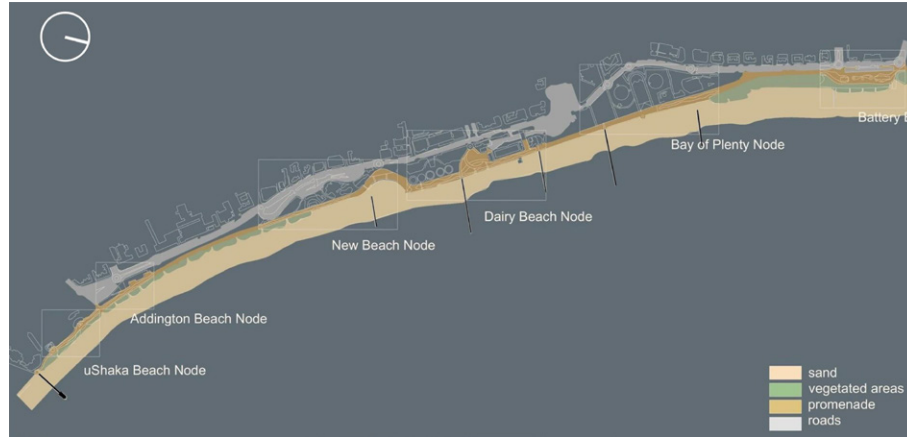 Battery B
Bay of Plenty Node
Dairy Beach Node
New Beach Node
Addington Beach Node
uShaka Beach Node
sand
vegetated areas
promenade
roads